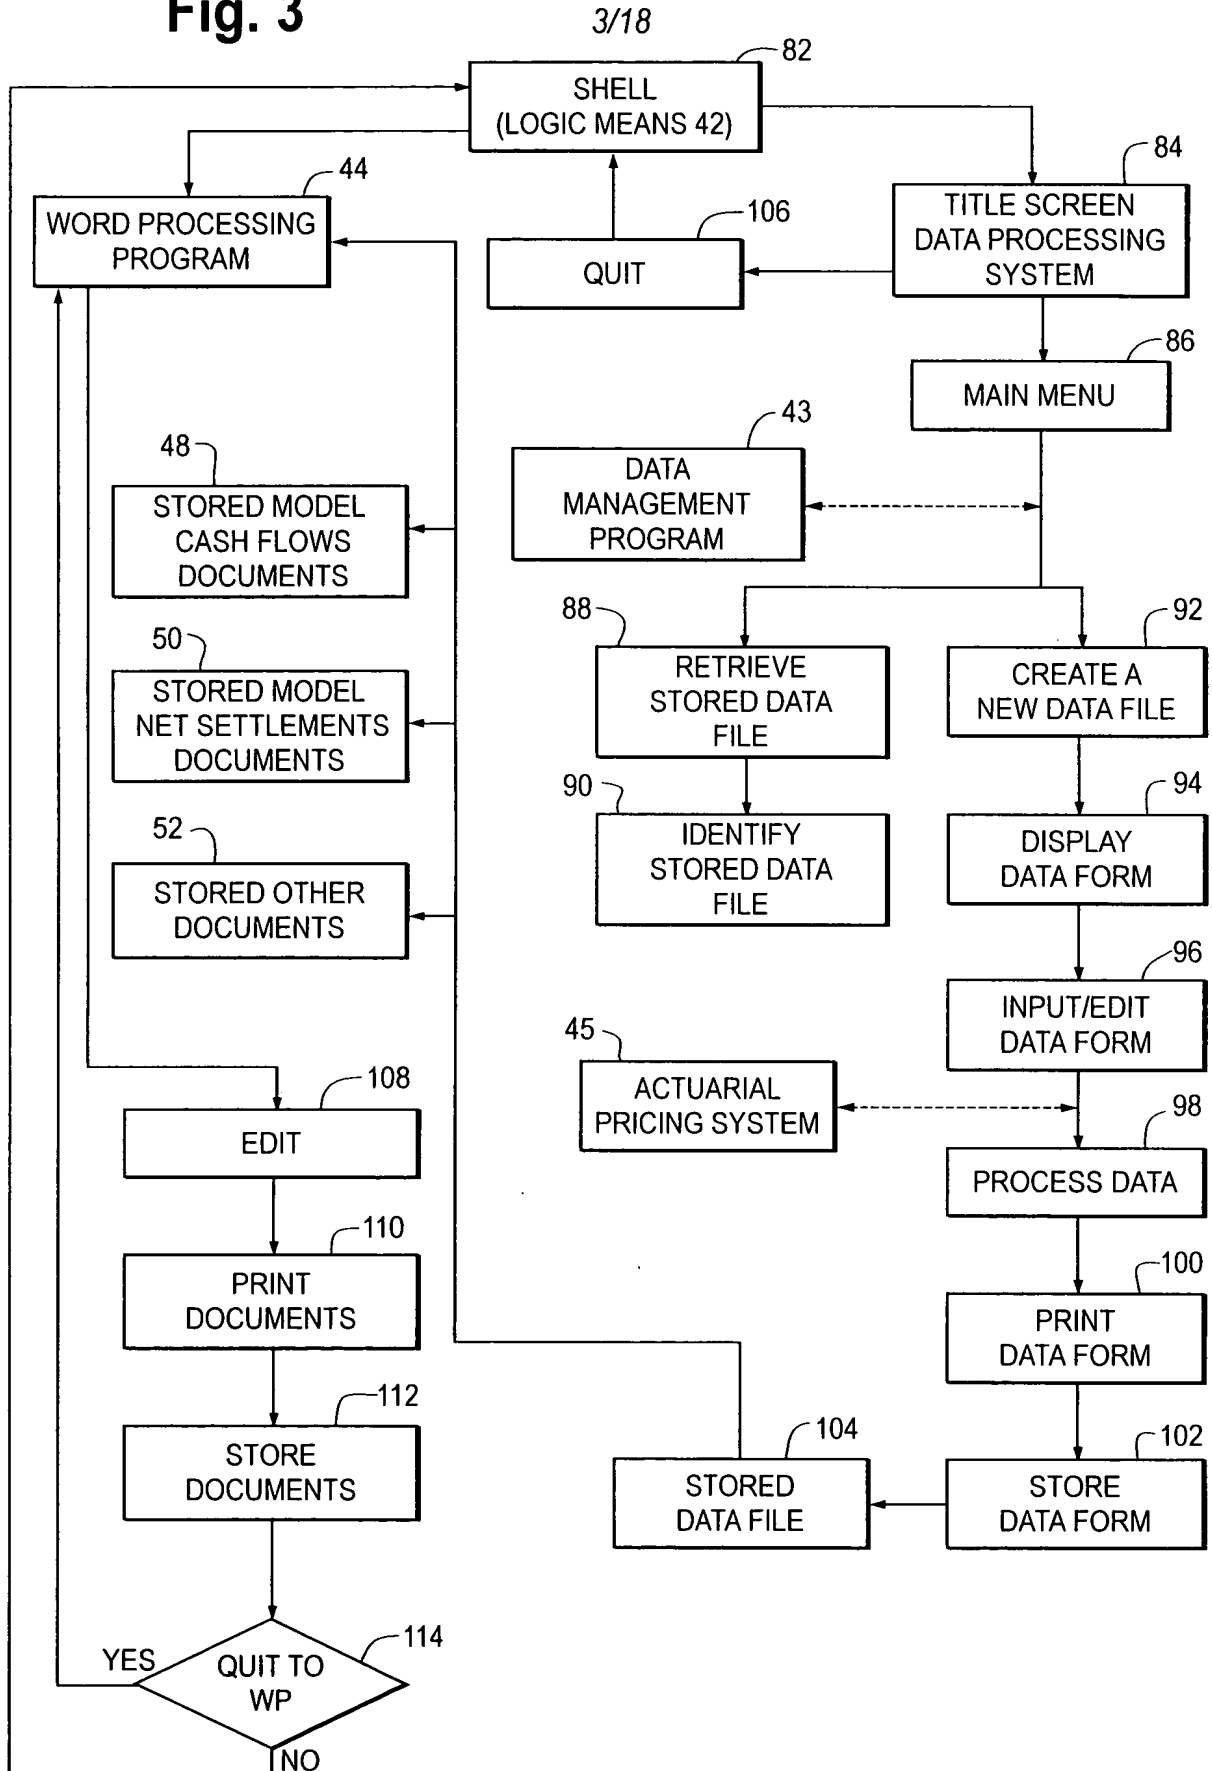 Fig. 3
3/18
82
SHELL
(LOGIC MEANS 42)
44
WORD PROCESSING
PROGRAM
106
QUIT
84
TITLE SCREEN
DATA PROCESSING
SYSTEM
86
MAIN MENU
43
DATA
MANAGEMENT
PROGRAM
48
STORED MODEL
CASH FLOWS
DOCUMENTS
50
STORED MODEL
NET SETTLEMENTS
DOCUMENTS
52
STORED OTHER
DOCUMENTS
88
RETRIEVE
STORED DATA
FILE
90
IDENTIFY
STORED DATA
FILE
92
CREATE A
NEW DATA FILE
94
DISPLAY
DATA FORM
96
INPUT/EDIT
DATA FORM
45
ACTUARIAL
PRICING SYSTEM
98
PROCESS DATA
100
PRINT
DATA FORM
102
STORE
DATA FORM
104
STORED
DATA FILE
108
EDIT
110
PRINT
DOCUMENTS
112
STORE
DOCUMENTS
114
QUIT TO
WP
YES
NO